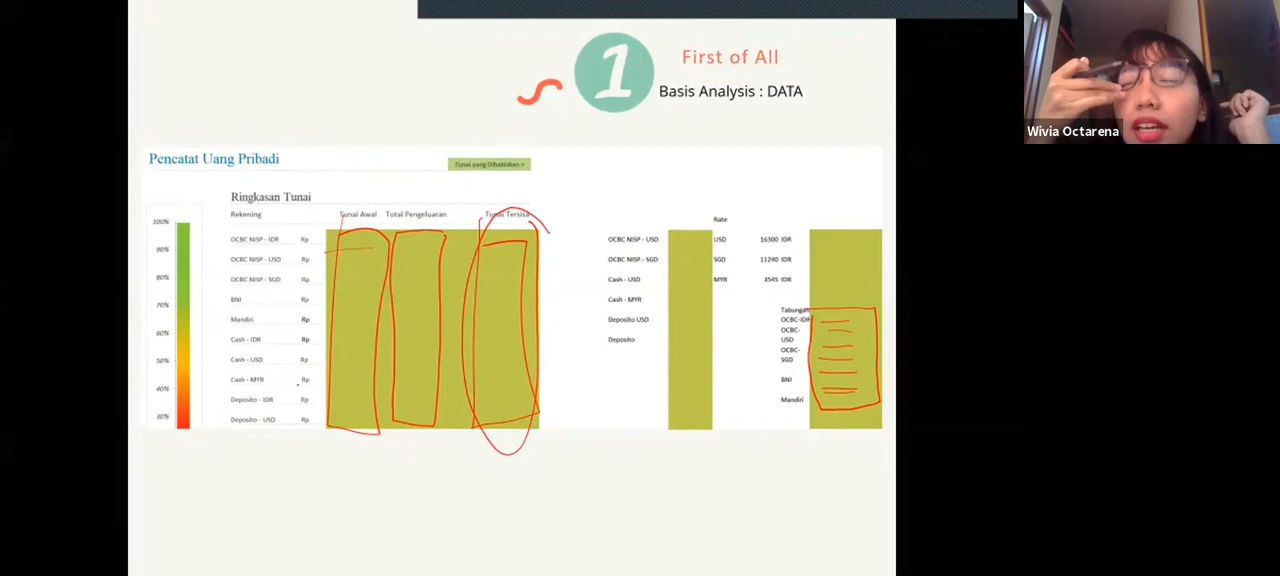 1
First of All
Basis Analysis : DATA
Wivia Octarena
Pencatat Uang Pribadi
Tunai yang Dihabiskan >
Ringkasan Tunai
Rekening Tunai Awal Total Pengeluaran Tunai Tersisa
100%
90%
80%
70%
60%
50%
40%
30%
OCBC NISP - IDR Rp
OCBC NISP - USD Rp
OCBC NISP - SGD Rp
BNI Rp
Mandiri Rp
Cash - IDR Rp
Cash - USD Rp
Cash - MYR Rp
Deposito - IDR Rp
Deposito - USD Rp
OCBC NISP - USD
OCBC NISP - SGD
Cash - USD
Cash - MYR
Deposito USD
Deposito
Rate
USD 16300 IDR
SGD 11240 IDR
MYR 3545 IDR
Tabungan
OCBC-IDR
OCBC-
USD
OCBC-
SGD
BNI
Mandiri